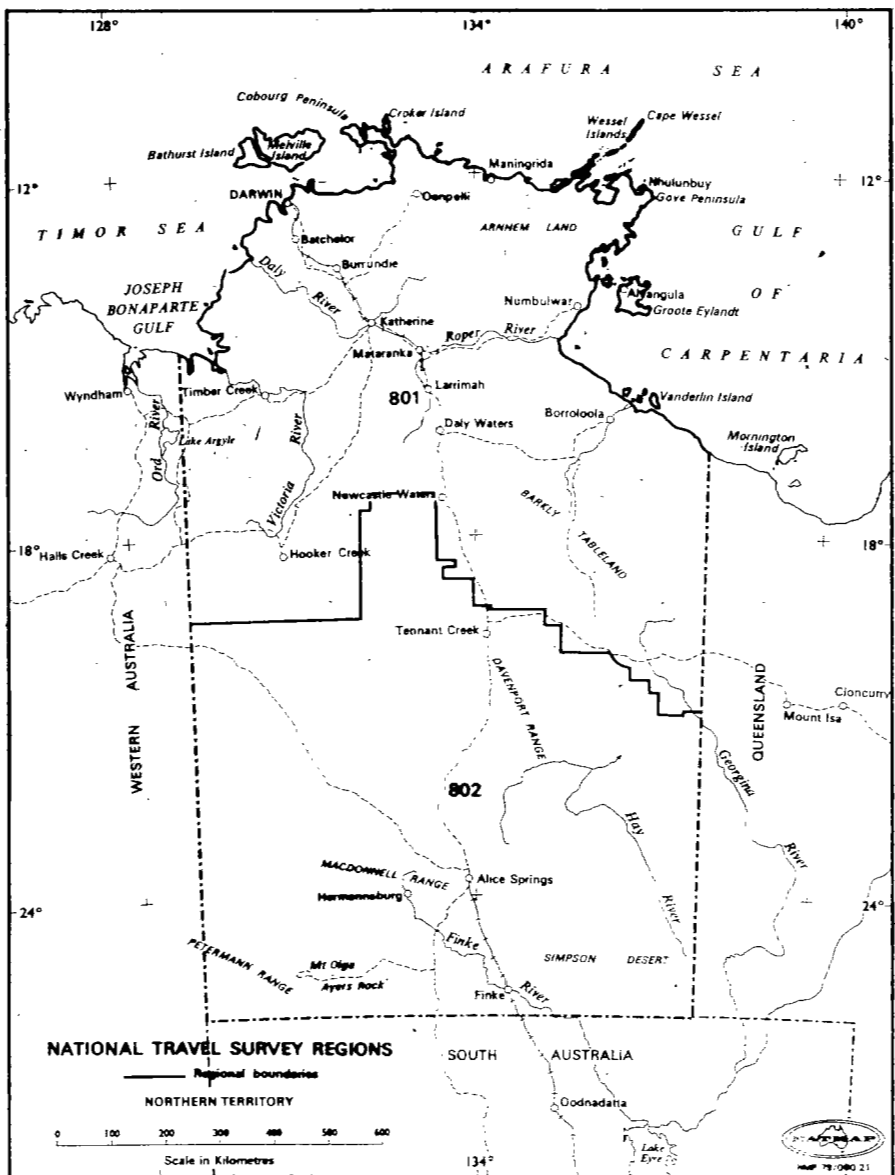 128°
134°
140°
ARAFURA SEA
Cobourg Peninsula
Croker Island
Wessel
Islands
Cape Wessel
Bathurst Island
Melville
Island
Maningrida
12°
12°
DARWIN
Oenpelli
Nhulunbuy
Gove Peninsula
TIMOR SEA
ARNHEM LAND
GULF
Batchelor
Burrundie
JOSEPH
BONAPARTE
GULF
Daly
River
OF
Numbulwar
Alyangula
Groote Eylandt
Katherine
Roper River
Mataranka
CARPENTARIA
Wyndham
Timber Creek
Larrimah
801
Vanderlin Island
Ord
River
Lake Argyle
Victoria
River
Daly Waters
Borroloola
Mornington
Island
Newcastle Waters
BARKLY
TABLELAND
18°
18°
Halls Creek
Hooker Creek
Tennant Creek
WESTERN AUSTRALIA
DAVENPORT RANGE
QUEENSLAND
Cloncurry
Mount Isa
802
Georgina
River
Hay
River
MACDONNELL RANGE
Alice Springs
Hermannsburg
24°
24°
Finke
River
PETERMANN RANGE
Mt Olga
Ayers Rock
SIMPSON DESERT
Finke
NATIONAL TRAVEL SURVEY REGIONS
Regional boundaries
NORTHERN TERRITORY
SOUTH AUSTRALIA
Oodnadatta
0 100 200 300 400 500 600
Scale in Kilometres
134°
Lake
Eyre
NATMAP